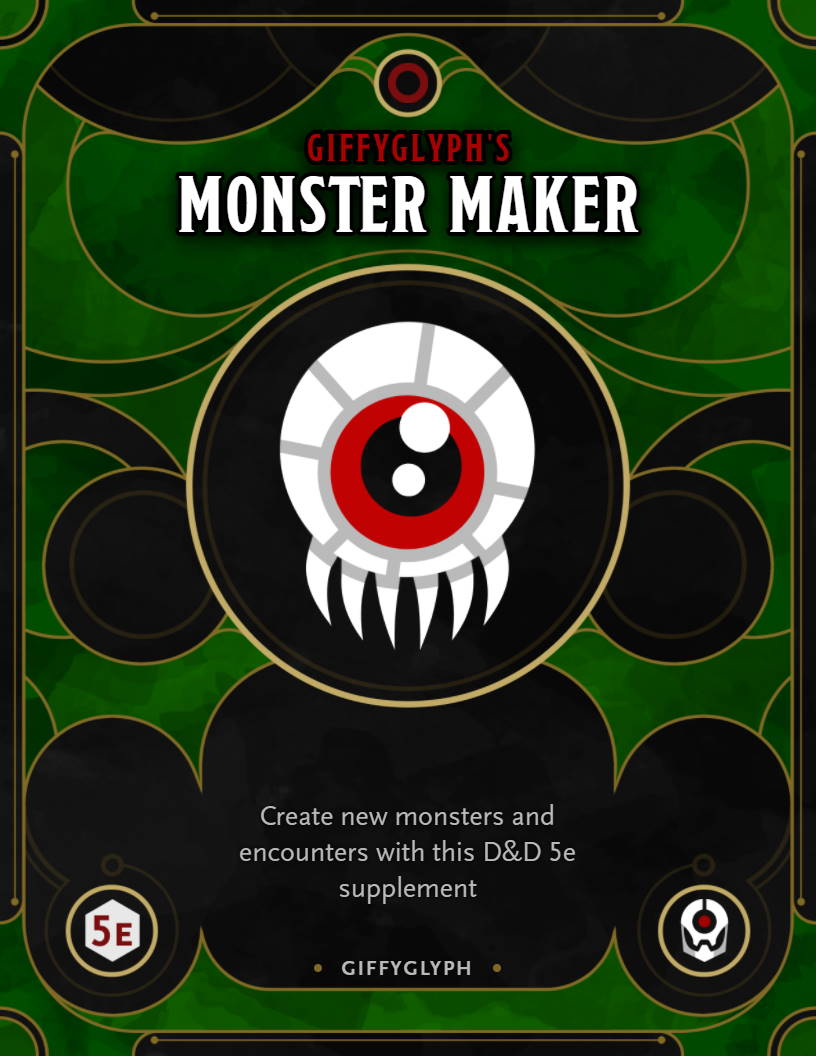 GIFFYGLYPH'S
MONSTER MAKER
Create new monsters and
encounters with this D&D 5e
supplement
5E
• GIFFYGLYPH •